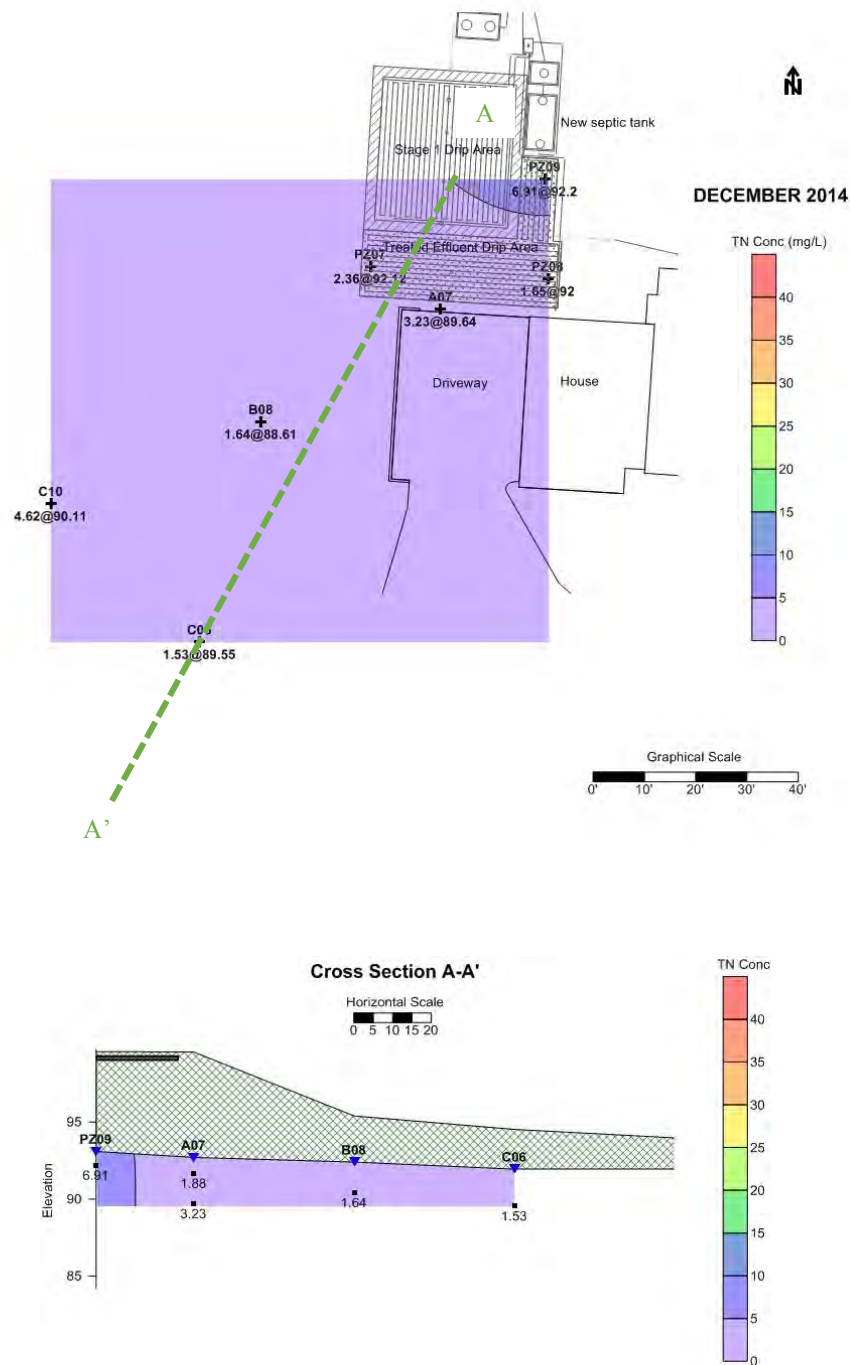 A
N
New septic tank
Stage 1 Drip Area
PZ09
6.91@92.2
DECEMBER 2014
TN Conc (mg/L)
Treated Efflcent Drip Area
PZ07
2.36@92.12
PZ08
1.65@92
A07
3.23@89.64
40
35
30
25
20
15
10
5
0
Driveway
House
B08
1.64@88.61
C10
4.62@90.11
C06
1.53@89.55
Graphical Scale
0' 10' 20' 30' 40'
A’
Cross Section A-A'
Horizontal Scale
0 5 10 15 20
TN Conc
40
35
30
25
20
15
10
5
0
Elevation
95
90
85
PZ09
6.91
A07
1.88
3.23
B08
1.64
C06
1.53